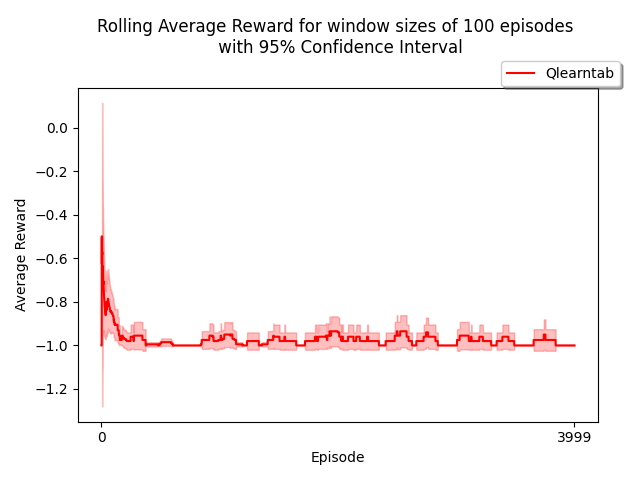 Rolling Average Reward for window sizes of 100 episodes
with 95% Confidence Interval
Qlearntab
0.0
−0.2
−0.4
−0.6
−0.8
−1.0
−1.2
Average Reward
0
3999
Episode